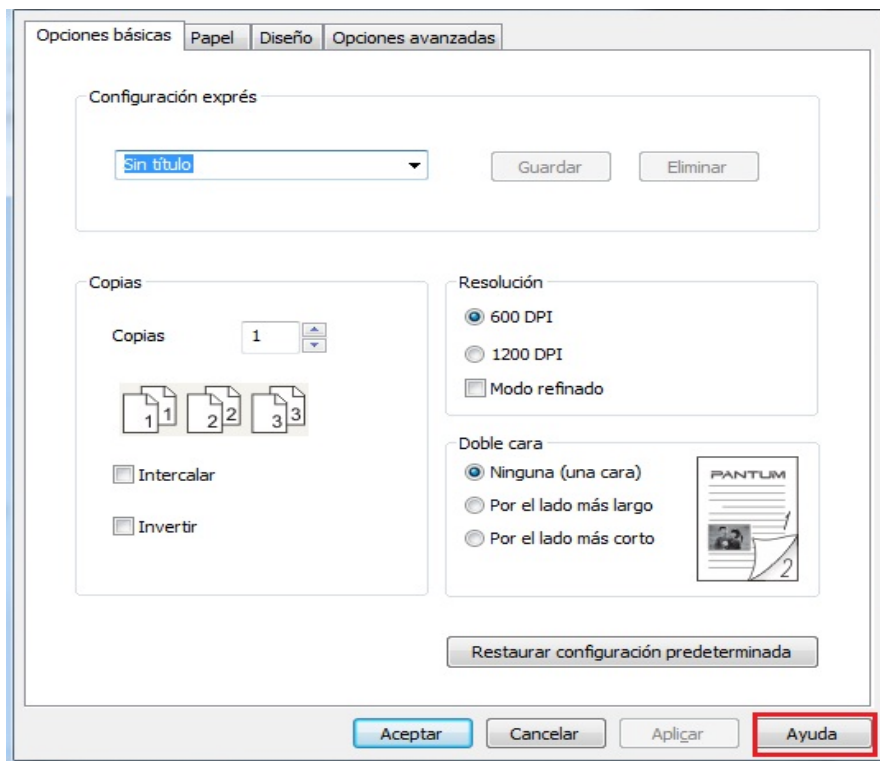 Opciones básicas Papel Diseño Opciones avanzadas
Configuración exprés
Sin título Guardar Eliminar
Copias
Copias 1
1 1 2 2 3 3
Intercalar
Invertir
Resolución
600 DPI
1200 DPI
Modo refinado
Doble cara
Ninguna (una cara)
Por el lado más largo
Por el lado más corto
PANTUM
1
2
Restaurar configuración predeterminada
Aceptar Cancelar Aplicar Ayuda